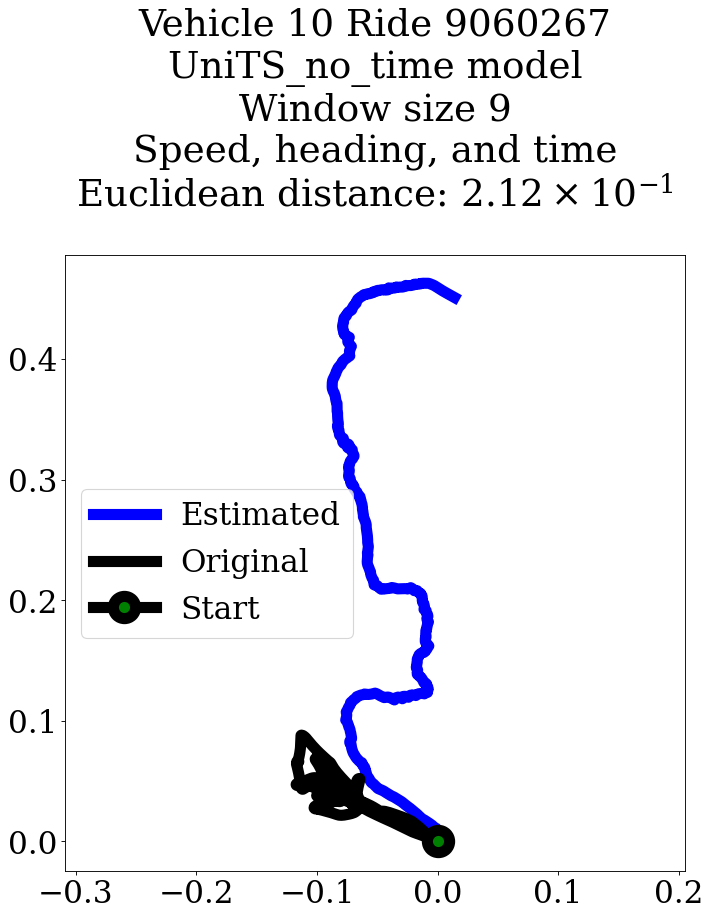 Vehicle 10 Ride 9060267
UniTS_no_time model
Window size 9
Speed, heading, and time
Euclidean distance: 2.12 × 10⁻¹
0.4
0.3
0.2
0.1
0.0
Estimated
Original
Start
−0.3 −0.2 −0.1 0.0 0.1 0.2